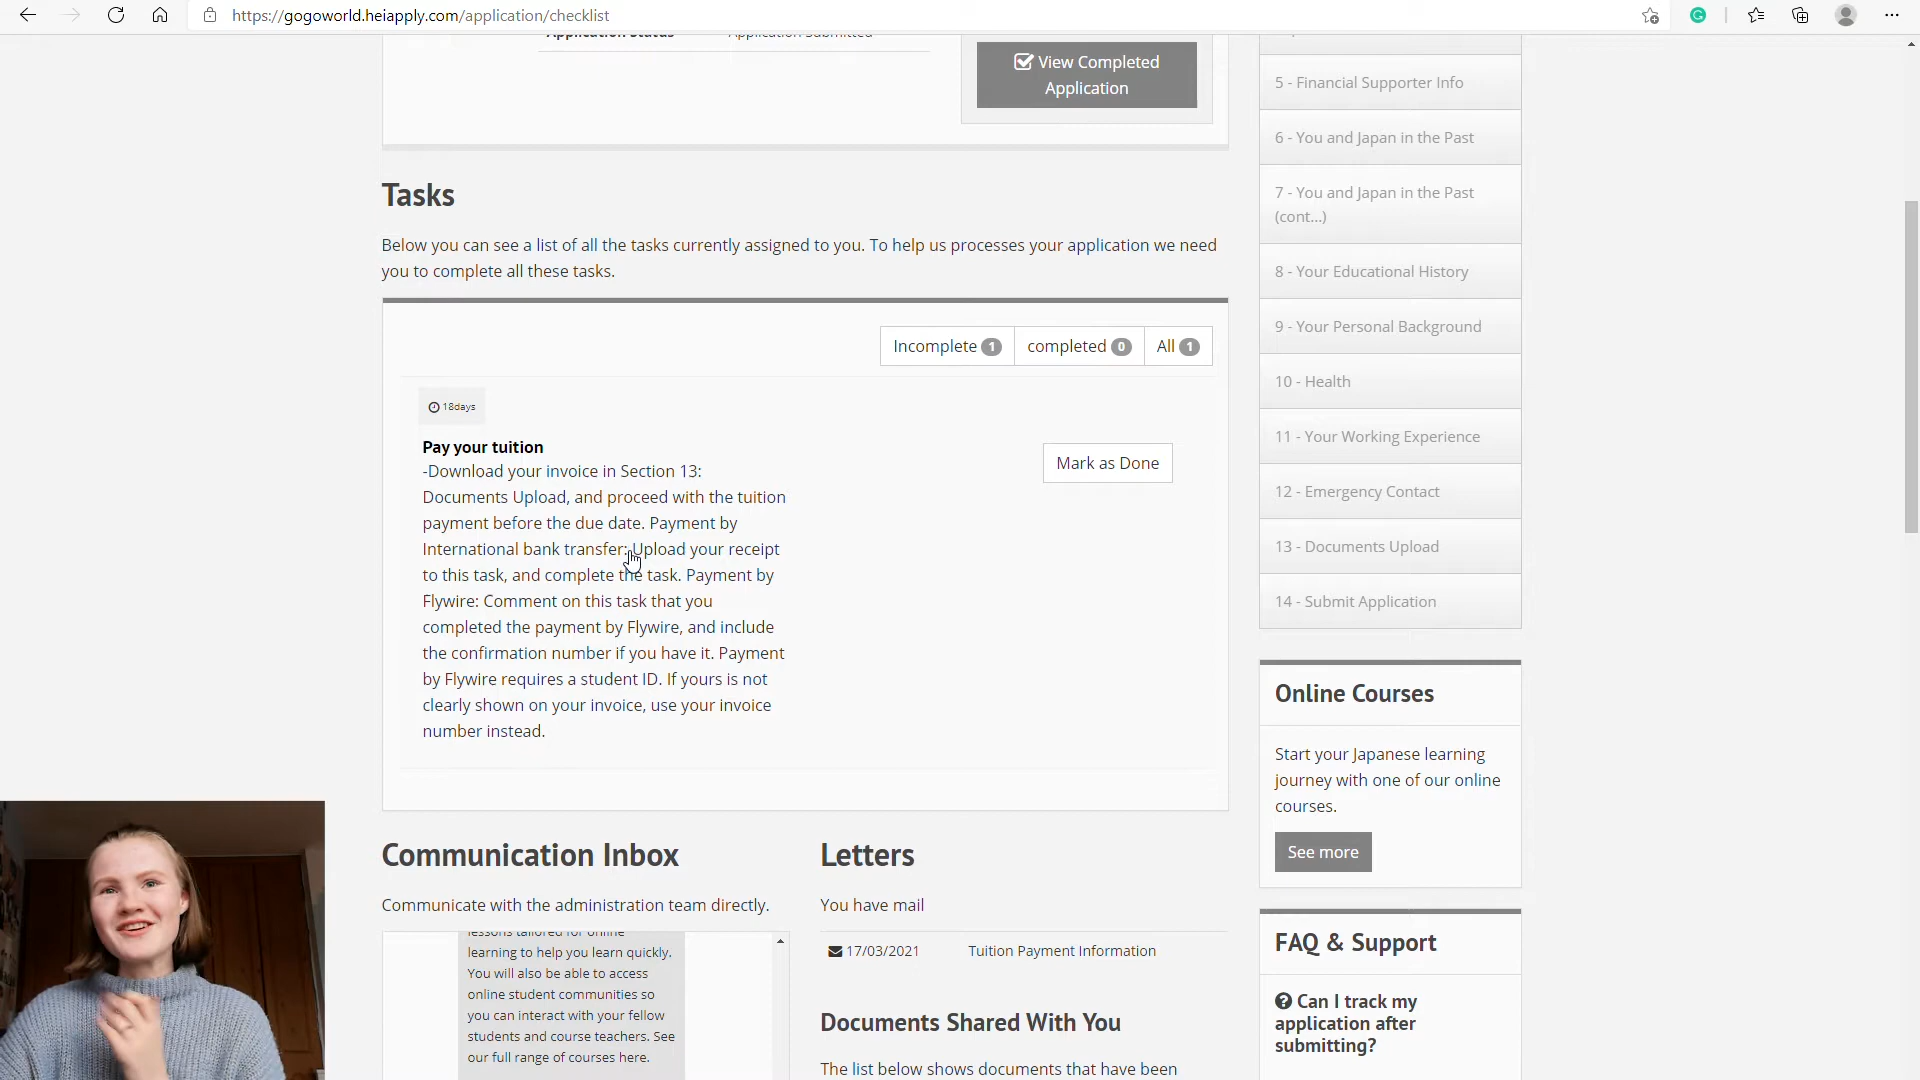 https://gogoworld.heiapply.com/application/checklist
Application Status Application Submitted
View Completed
Application
Tasks
Below you can see a list of all the tasks currently assigned to you. To help us processes your application we need
you to complete all these tasks.
Incomplete 1 completed 0 All 1
18days
Pay your tuition
-Download your invoice in Section 13:
Documents Upload, and proceed with the tuition
payment before the due date. Payment by
International bank transfer: Upload your receipt
to this task, and complete the task. Payment by
Flywire: Comment on this task that you
completed the payment by Flywire, and include
the confirmation number if you have it. Payment
by Flywire requires a student ID. If yours is not
clearly shown on your invoice, use your invoice
number instead.
Mark as Done
Communication Inbox
Communicate with the administration team directly.
lessons tailored for online
learning to help you learn quickly.
You will also be able to access
online student communities so
you can interact with your fellow
students and course teachers. See
our full range of courses here.
Letters
You have mail
17/03/2021 Tuition Payment Information
Documents Shared With You
The list below shows documents that have been
5 - Financial Supporter Info
6 - You and Japan in the Past
7 - You and Japan in the Past
(cont...)
8 - Your Educational History
9 - Your Personal Background
10 - Health
11 - Your Working Experience
12 - Emergency Contact
13 - Documents Upload
14 - Submit Application
Online Courses
Start your Japanese learning
journey with one of our online
courses.
See more
FAQ & Support
Can I track my
application after
submitting?